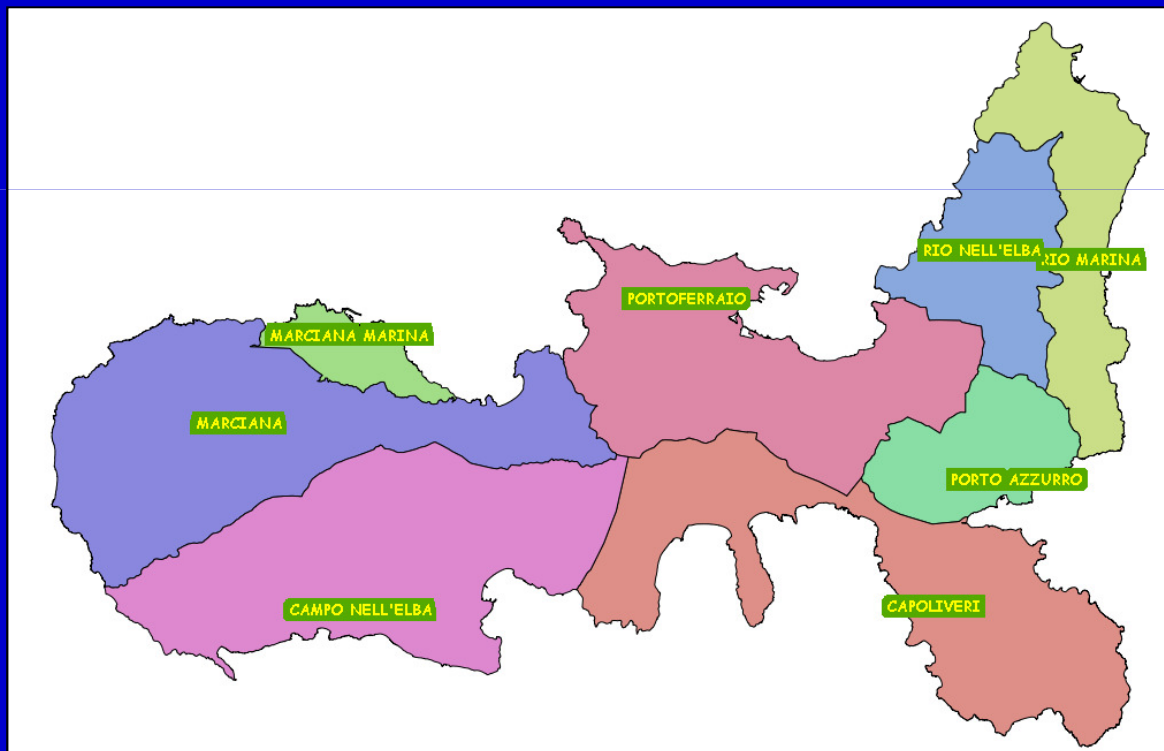 RIO NELL'ELBA
RIO MARINA
PORTOFERRAIO
MARCIANA MARINA
MARCIANA
PORTO AZZURRO
CAMPO NELL'ELBA
CAPOLIVERI